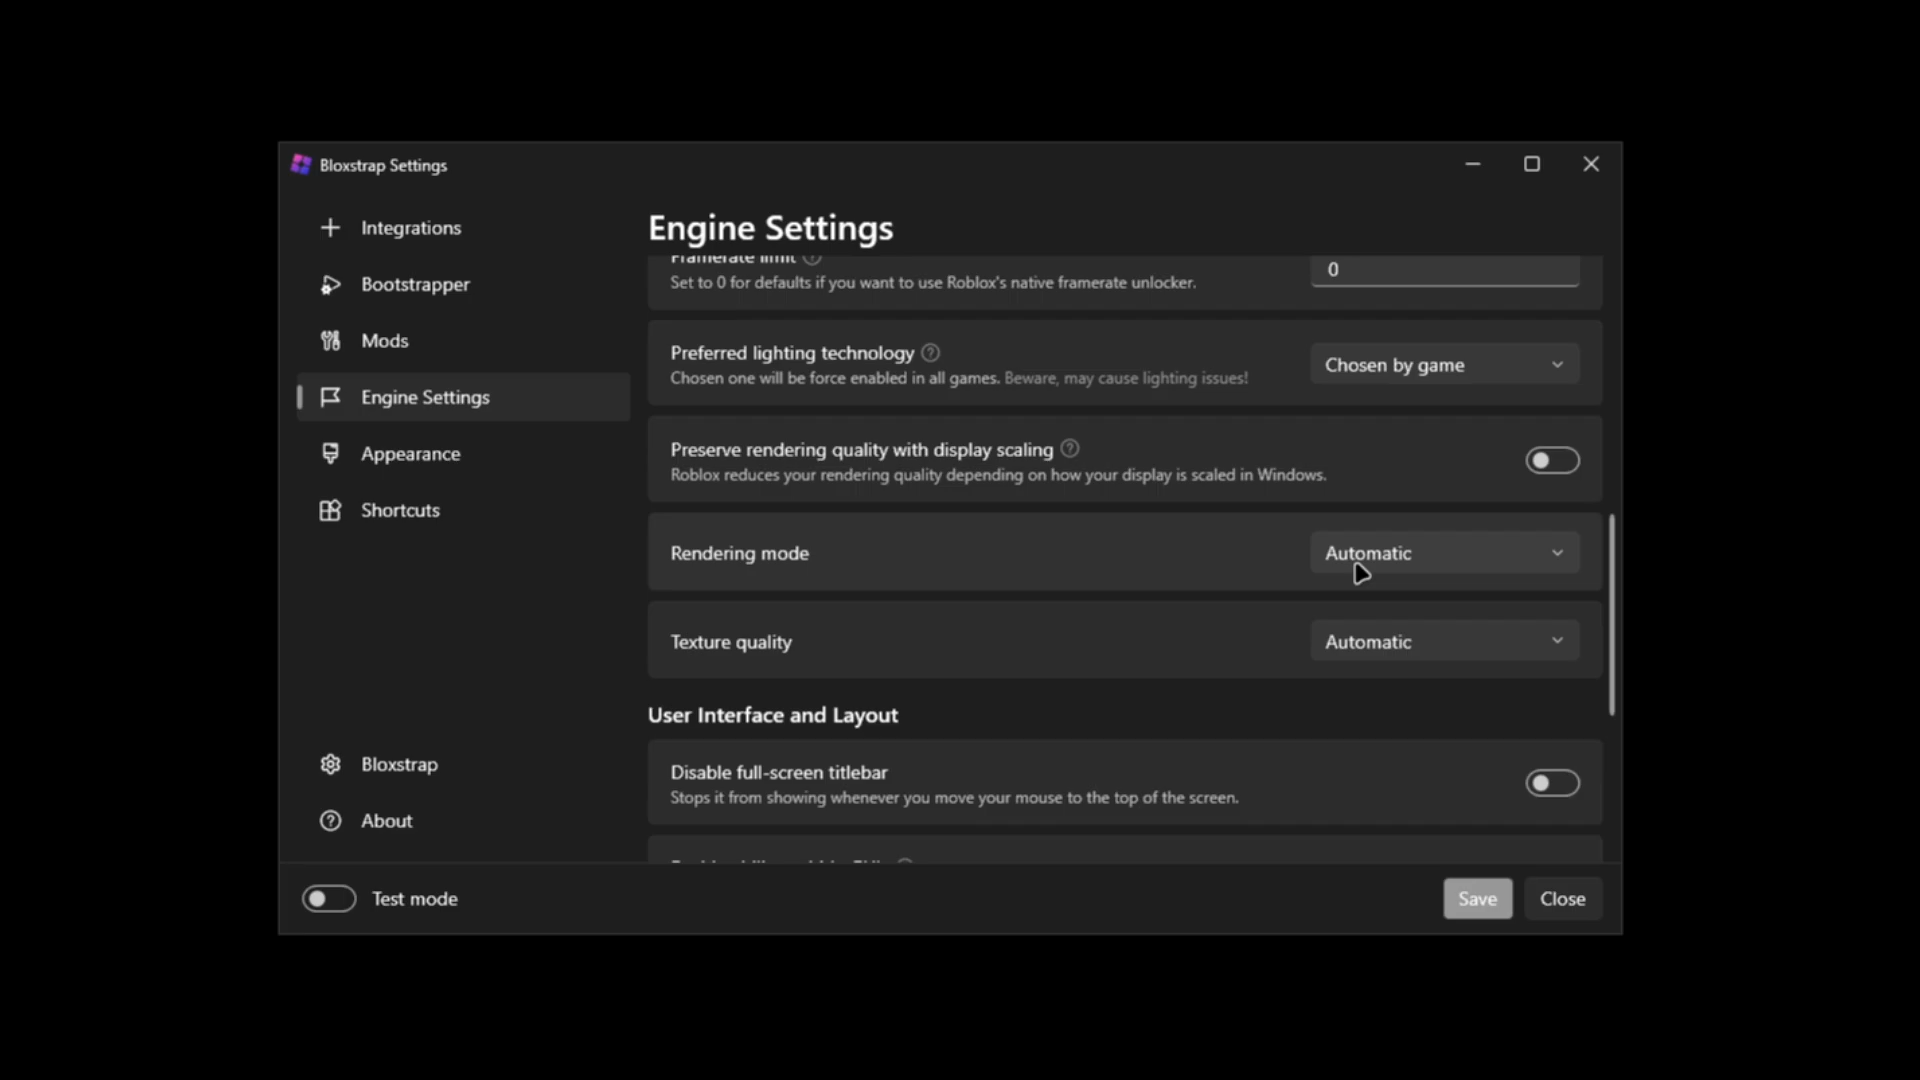 Bloxstrap Settings
Integrations
Bootstrapper
Mods
Engine Settings
Appearance
Shortcuts
Bloxstrap
About
Engine Settings
Framerate limit
Set to 0 for defaults if you want to use Roblox's native framerate unlocker.
0
Preferred lighting technology
Chosen one will be force enabled in all games. Beware, may cause lighting issues!
Chosen by game
Preserve rendering quality with display scaling
Roblox reduces your rendering quality depending on how your display is scaled in Windows.
Rendering mode
Automatic
Texture quality
Automatic
User Interface and Layout
Disable full-screen titlebar
Stops it from showing whenever you move your mouse to the top of the screen.
Test mode
Save
Close